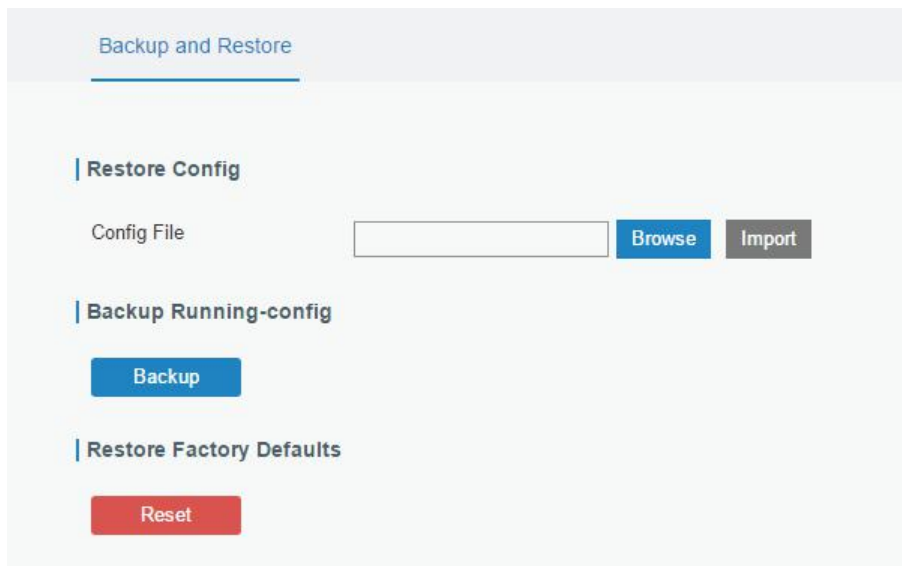 Backup and Restore
Restore Config
Config File Browse Import
Backup Running-config
Backup
Restore Factory Defaults
Reset